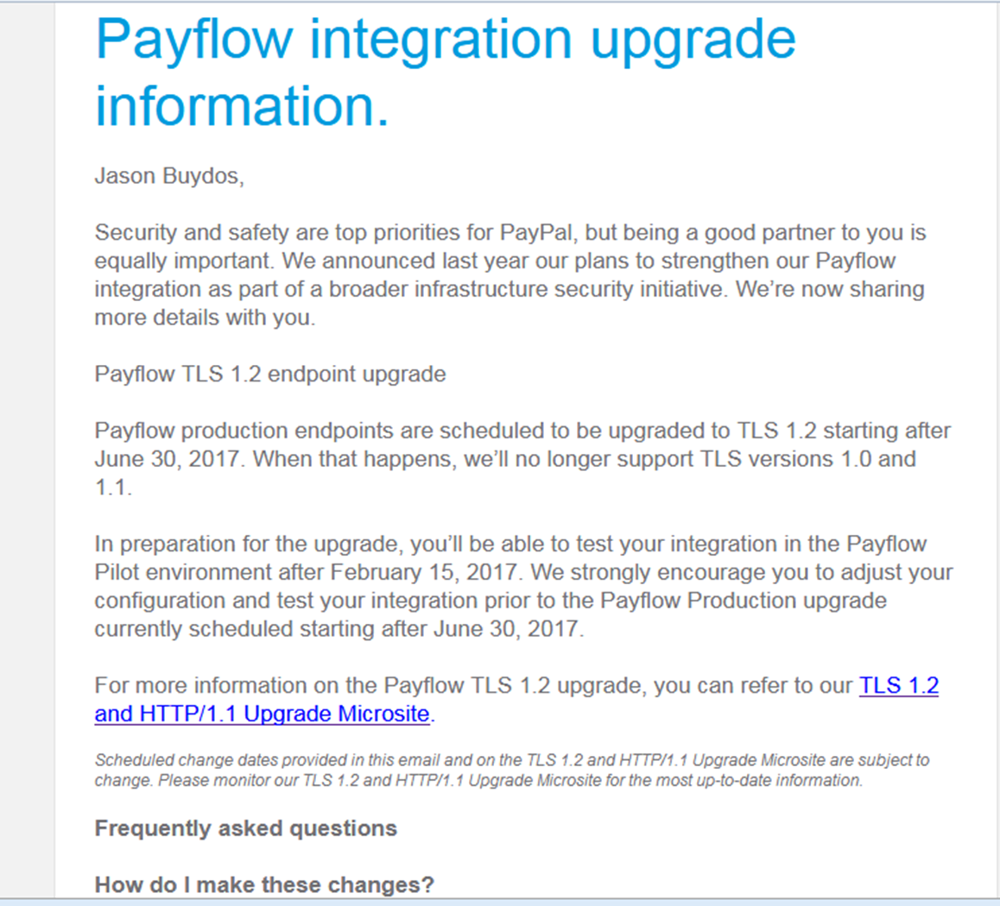 Payflow integration upgrade
information.
Jason Buydos,
Security and safety are top priorities for PayPal, but being a good partner to you is
equally important. We announced last year our plans to strengthen our Payflow
integration as part of a broader infrastructure security initiative. We’re now sharing
more details with you.
Payflow TLS 1.2 endpoint upgrade
Payflow production endpoints are scheduled to be upgraded to TLS 1.2 starting after
June 30, 2017. When that happens, we’ll no longer support TLS versions 1.0 and
1.1.
In preparation for the upgrade, you’ll be able to test your integration in the Payflow
Pilot environment after February 15, 2017. We strongly encourage you to adjust your
configuration and test your integration prior to the Payflow Production upgrade
currently scheduled starting after June 30, 2017.
For more information on the Payflow TLS 1.2 upgrade, you can refer to our TLS 1.2
and HTTP/1.1 Upgrade Microsite.
Scheduled change dates provided in this email and on the TLS 1.2 and HTTP/1.1 Upgrade Microsite are subject to
change. Please monitor our TLS 1.2 and HTTP/1.1 Upgrade Microsite for the most up-to-date information.
Frequently asked questions
How do I make these changes?